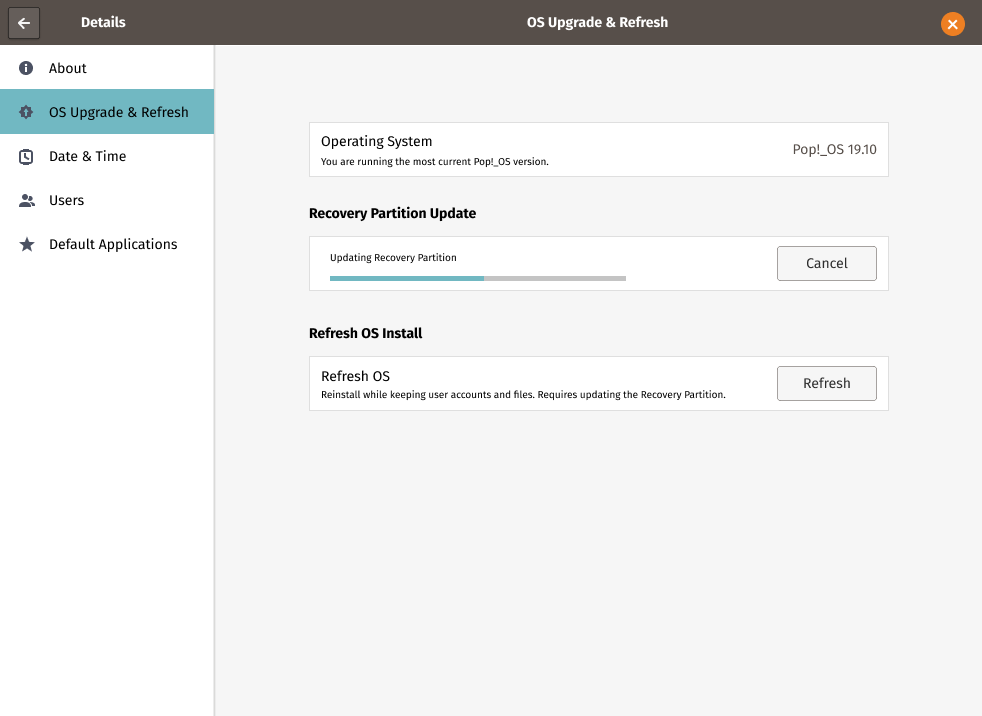 Details
OS Upgrade & Refresh
About
OS Upgrade & Refresh
Date & Time
Users
Default Applications
Operating System
You are running the most current Pop!_OS version.
Pop!_OS 19.10
Recovery Partition Update
Updating Recovery Partition
Cancel
Refresh OS Install
Refresh OS
Reinstall while keeping user accounts and files. Requires updating the Recovery Partition.
Refresh